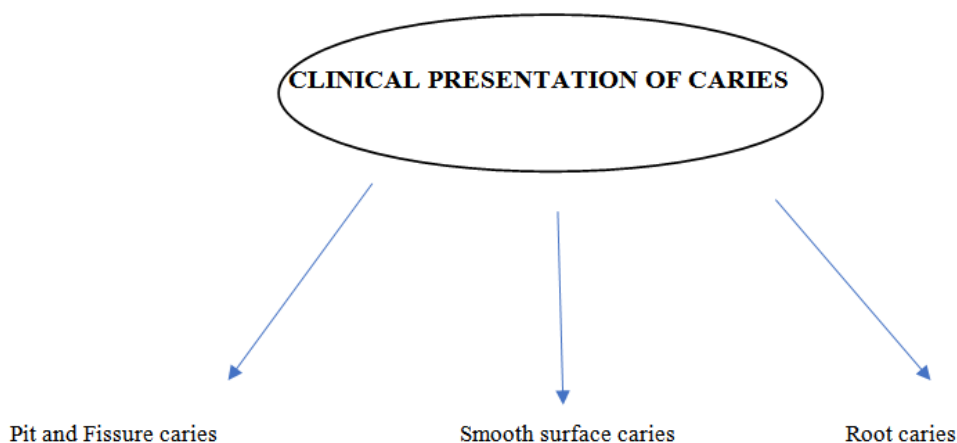 CLINICAL PRESENTATION OF CARIES
Pit and Fissure caries
Smooth surface caries
Root caries